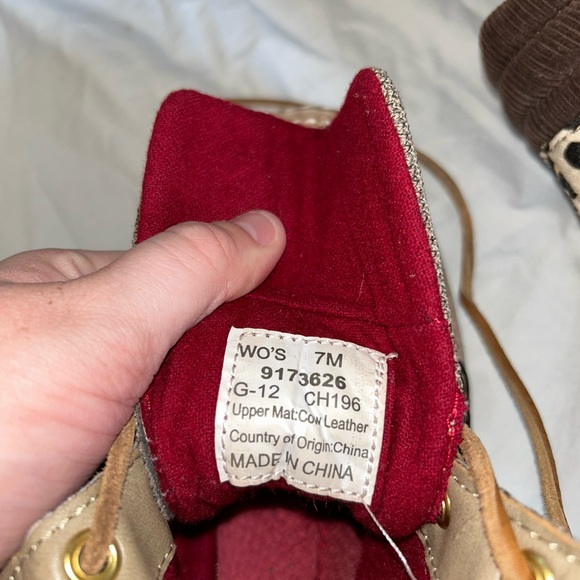 WO'S 7M
9173626
G-12 CH196
Upper Mat:Cow Leather
Country of Origin:China
MADE IN CHINA